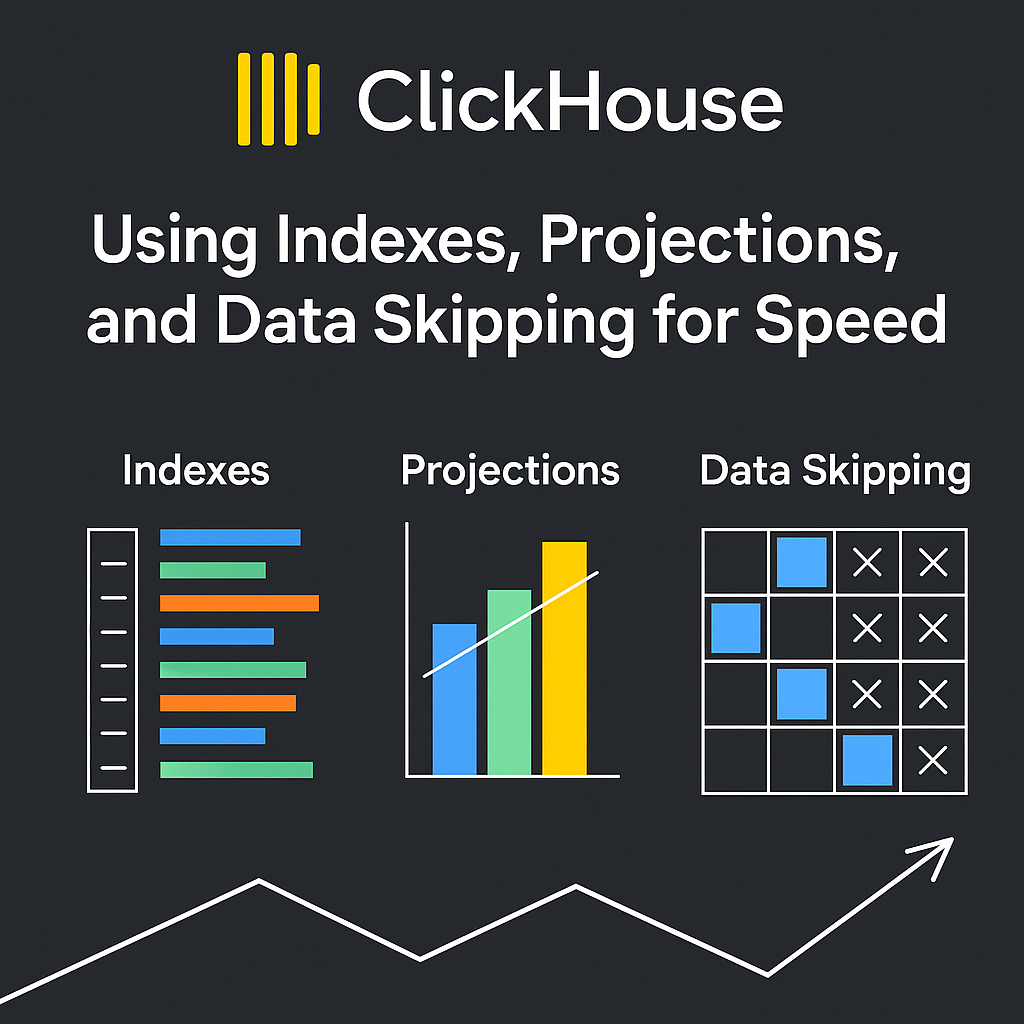 ClickHouse
Using Indexes, Projections,
and Data Skipping for Speed
Indexes
Projections
Data Skipping